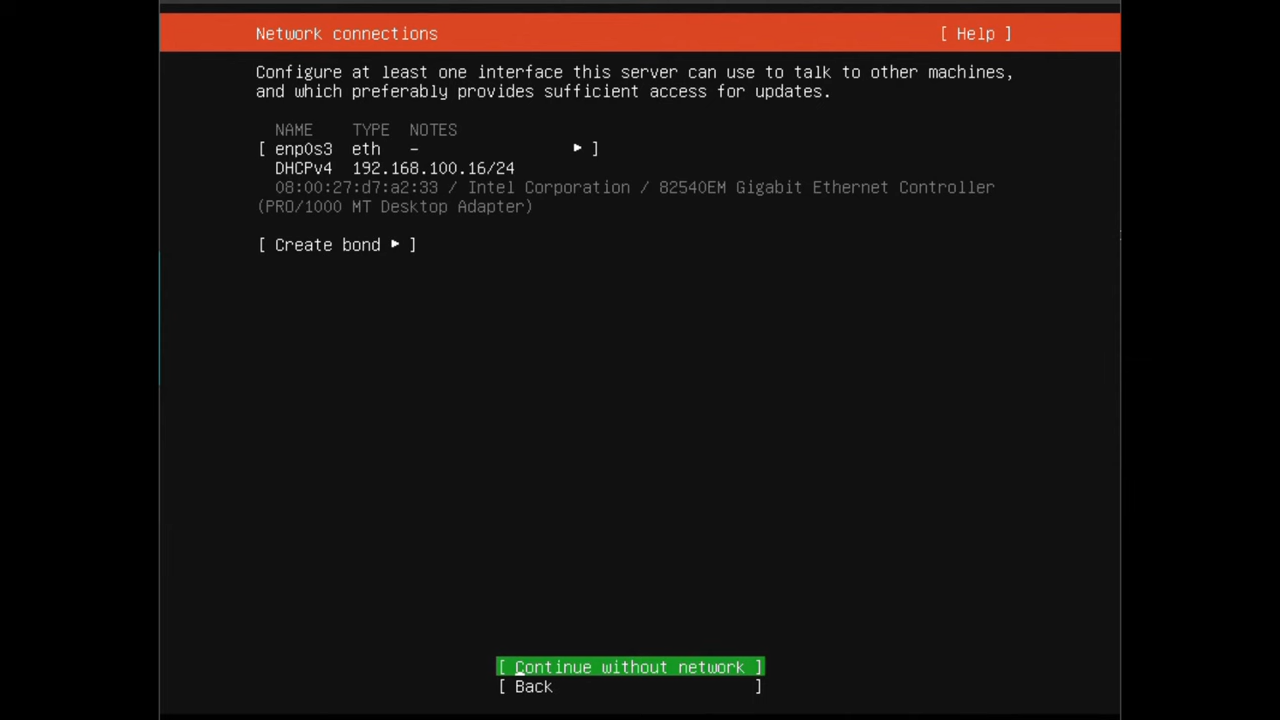 Network connections [ Help ]
Configure at least one interface this server can use to talk to other machines,
and which preferably provides sufficient access for updates.
NAME TYPE NOTES
[ enp0s3 eth - ▸ ]
DHCPv4 192.168.100.16/24
08:00:27:d7:a2:33 / Intel Corporation / 82540EM Gigabit Ethernet Controller
(PRO/1000 MT Desktop Adapter)
[ Create bond ▸ ]
[ Continue without network ]
[ Back ]